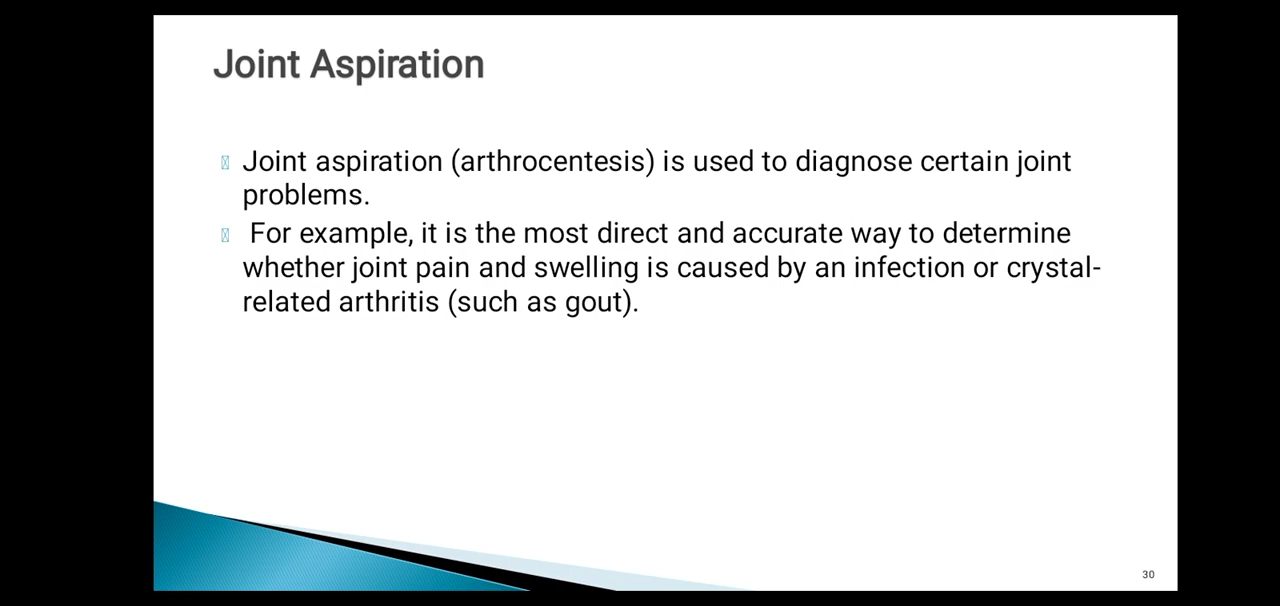 Joint Aspiration
Joint aspiration (arthrocentesis) is used to diagnose certain joint
problems.
For example, it is the most direct and accurate way to determine
whether joint pain and swelling is caused by an infection or crystal-
related arthritis (such as gout).
30